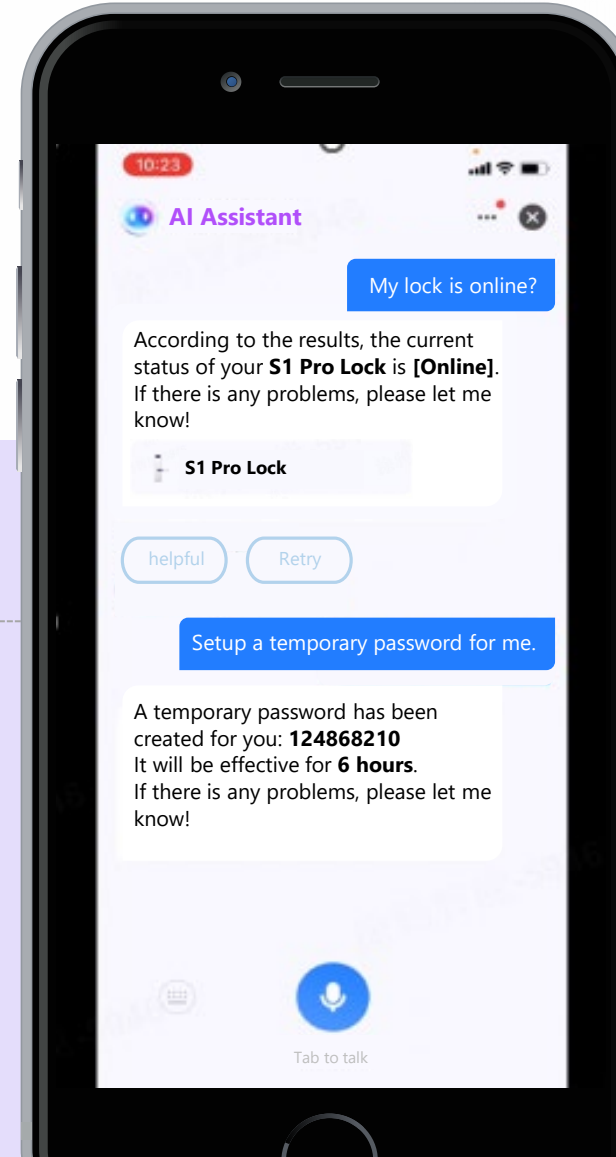 10:23
AI Assistant
My lock is online?
According to the results, the current
status of your S1 Pro Lock is [Online].
If there is any problems, please let me
know!
S1 Pro Lock
helpful
Retry
Setup a temporary password for me.
A temporary password has been
created for you: 124868210
It will be effective for 6 hours.
If there is any problems, please let me
know!
Tab to talk